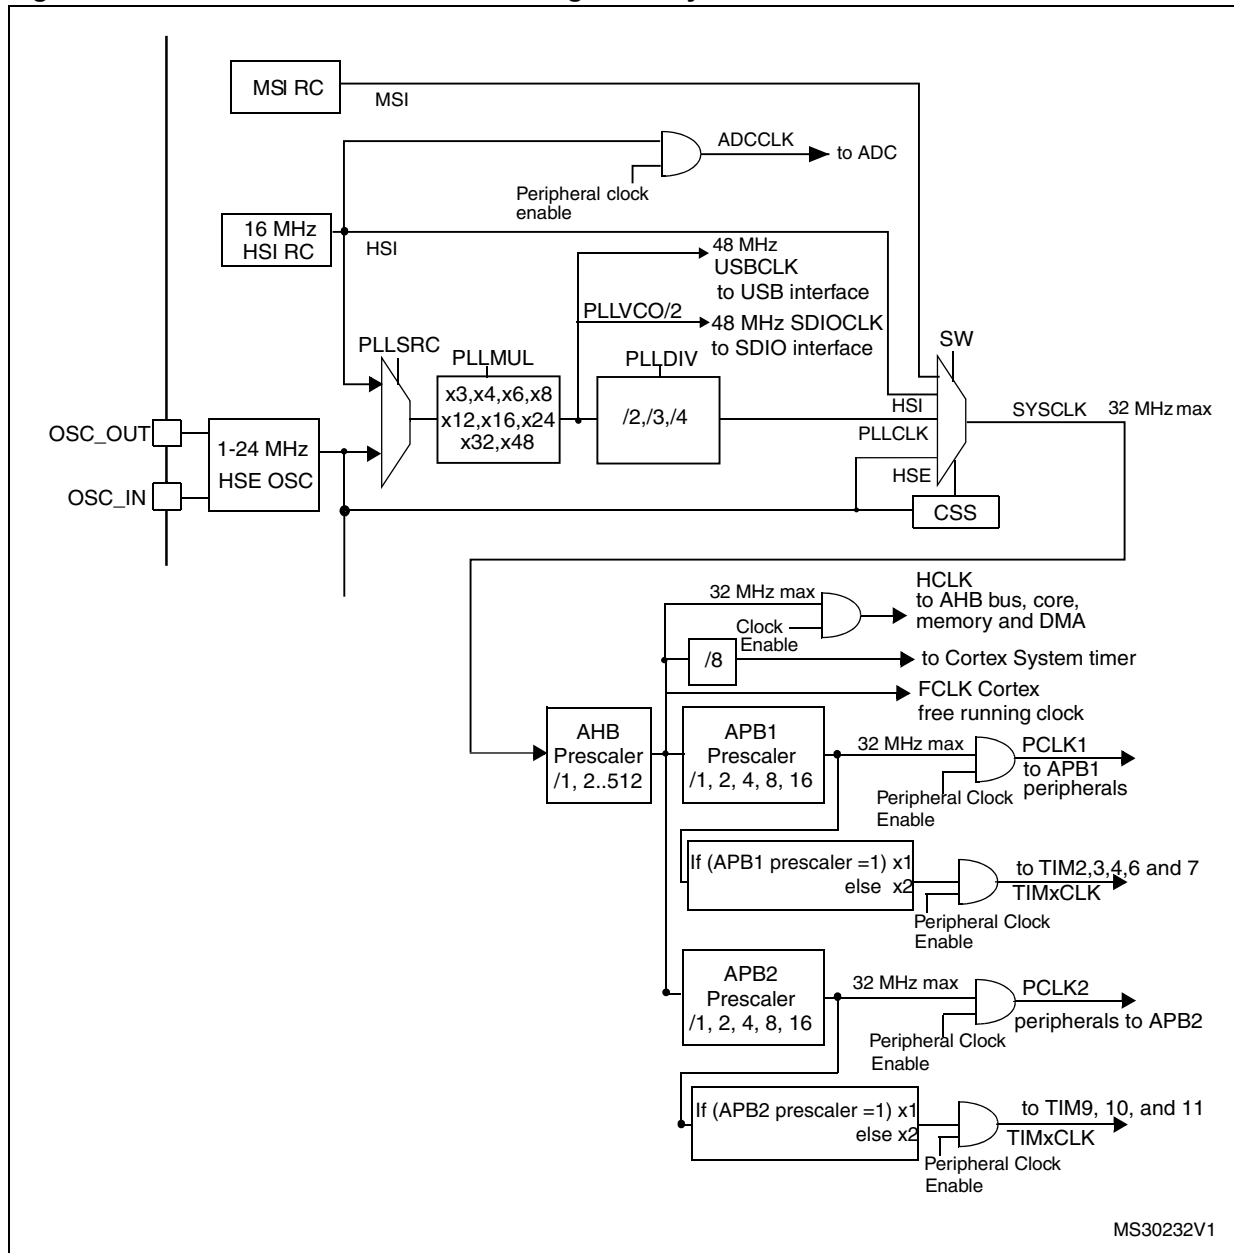 MSI RC
MSI
ADCCLK
to ADC
Peripheral clock
enable
16 MHz
HSI RC
HSI
48 MHz
USBCLK
to USB interface
PLLVCO/2
48 MHz SDIOCLK
to SDIO interface
PLLSRC
PLLMUL
PLLDIV
SW
x3,x4,x6,x8
x12,x16,x24
x32,x48
/2,/3,/4
HSI
SYSCLK
32 MHz max
PLLCLK
OSC_OUT
1-24 MHz
HSE OSC
HSE
OSC_IN
CSS
32 MHz max
HCLK
to AHB bus, core,
memory and DMA
Clock
Enable
/8
to Cortex System timer
FCLK Cortex
free running clock
AHB
Prescaler
/1, 2..512
APB1
Prescaler
/1, 2, 4, 8, 16
32 MHz max
PCLK1
to APB1
peripherals
Peripheral Clock
Enable
If (APB1 prescaler =1) x1
else x2
to TIM2,3,4,6 and 7
TIMxCLK
Peripheral Clock
Enable
APB2
Prescaler
/1, 2, 4, 8, 16
32 MHz max
PCLK2
peripherals to APB2
Peripheral Clock
Enable
If (APB2 prescaler =1) x1
else x2
to TIM9, 10, and 11
TIMxCLK
Peripheral Clock
Enable
MS30232V1